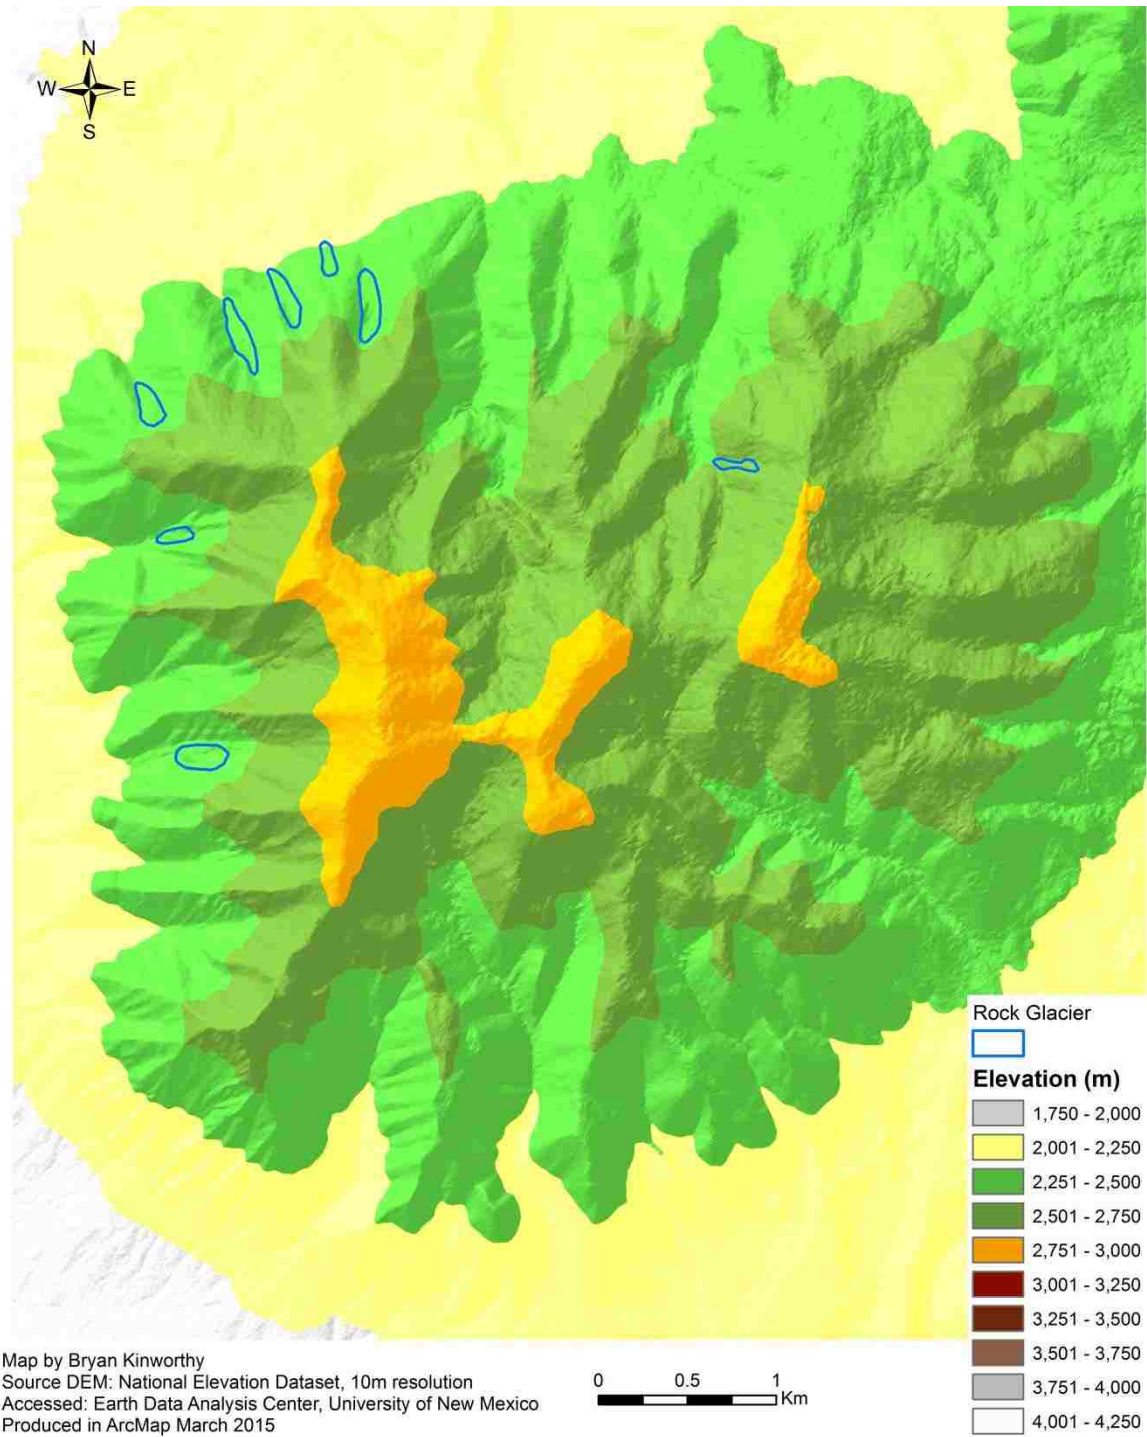 N
W E
S
Rock Glacier
Elevation (m)
1,750 - 2,000
2,001 - 2,250
2,251 - 2,500
2,501 - 2,750
2,751 - 3,000
3,001 - 3,250
3,251 - 3,500
3,501 - 3,750
3,751 - 4,000
4,001 - 4,250
Map by Bryan Kinworthy
Source DEM: National Elevation Dataset, 10m resolution
Accessed: Earth Data Analysis Center, University of New Mexico
Produced in ArcMap March 2015
0 0.5 1
Km